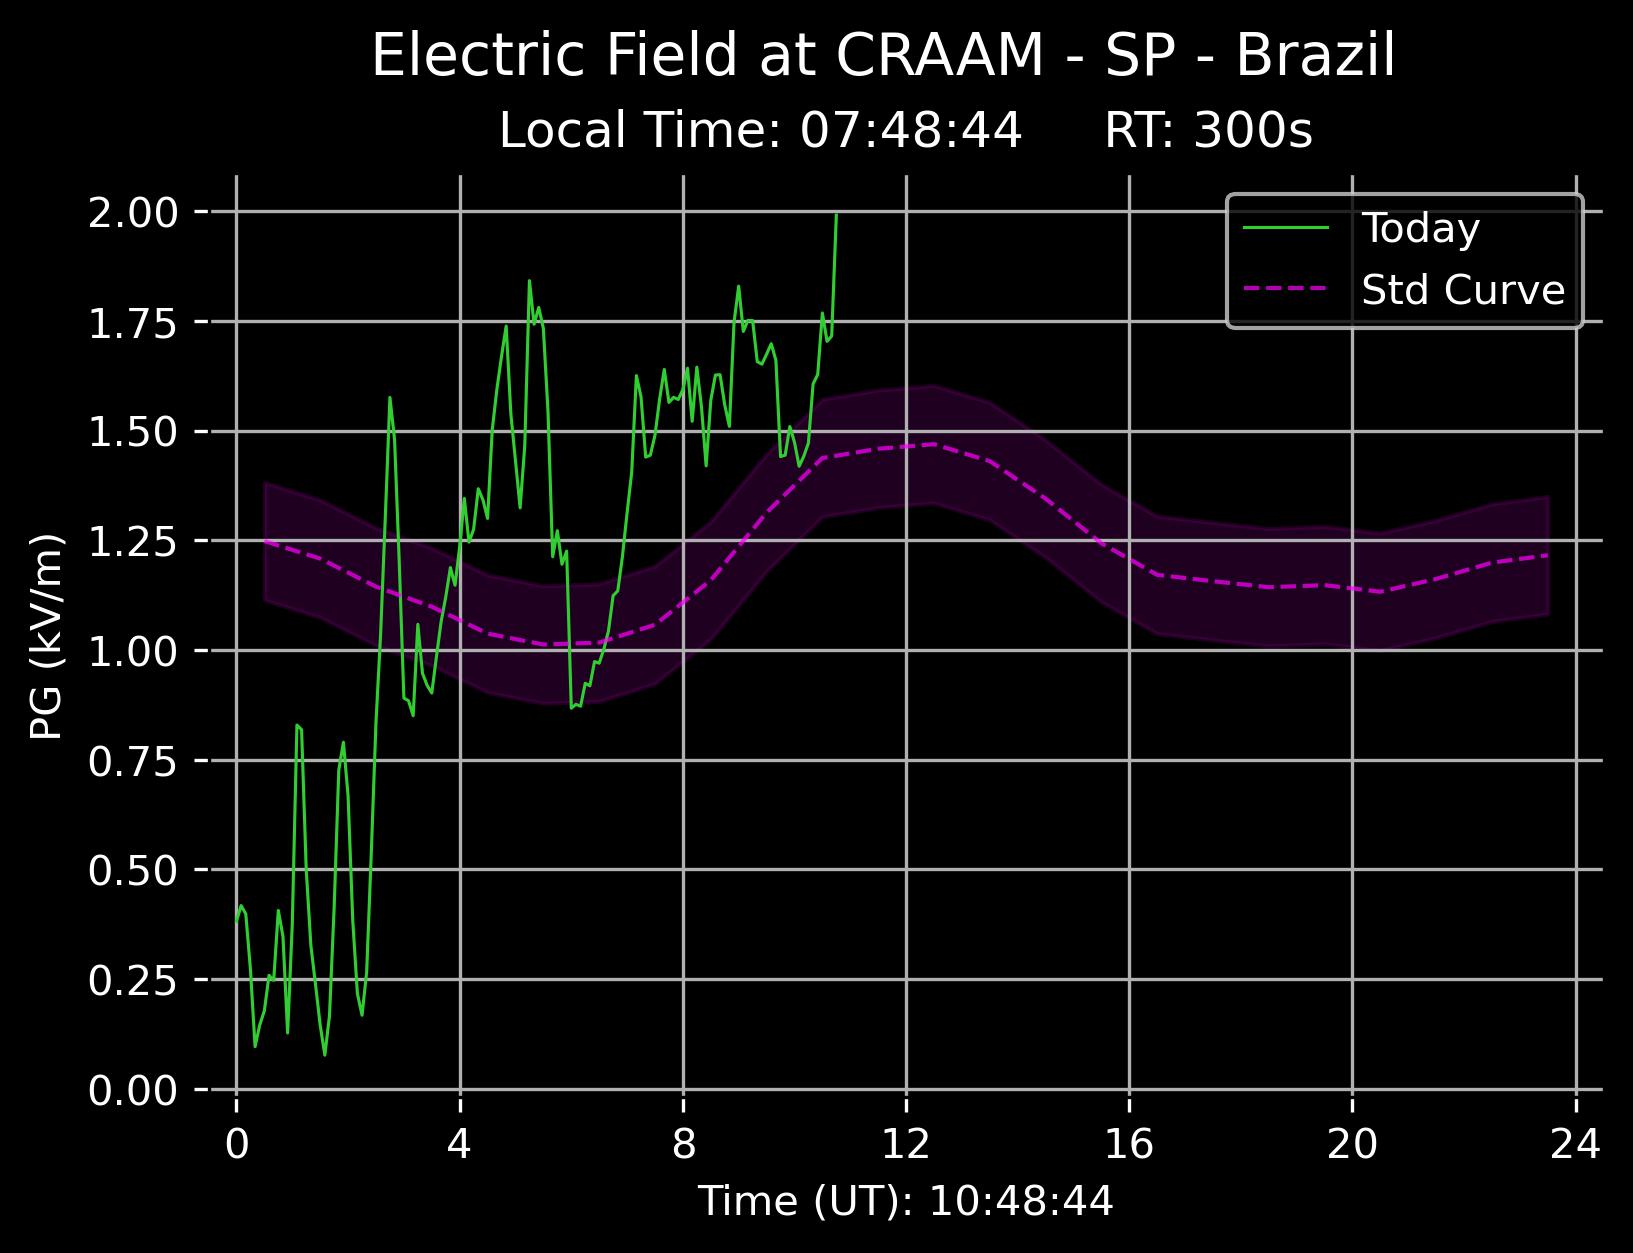 Electric Field at CRAAM - SP - Brazil
Local Time: 07:48:44 RT: 300s
Today
Std Curve
PG (kV/m)
2.00
1.75
1.50
1.25
1.00
0.75
0.50
0.25
0.00
0 4 8 12 16 20 24
Time (UT): 10:48:44